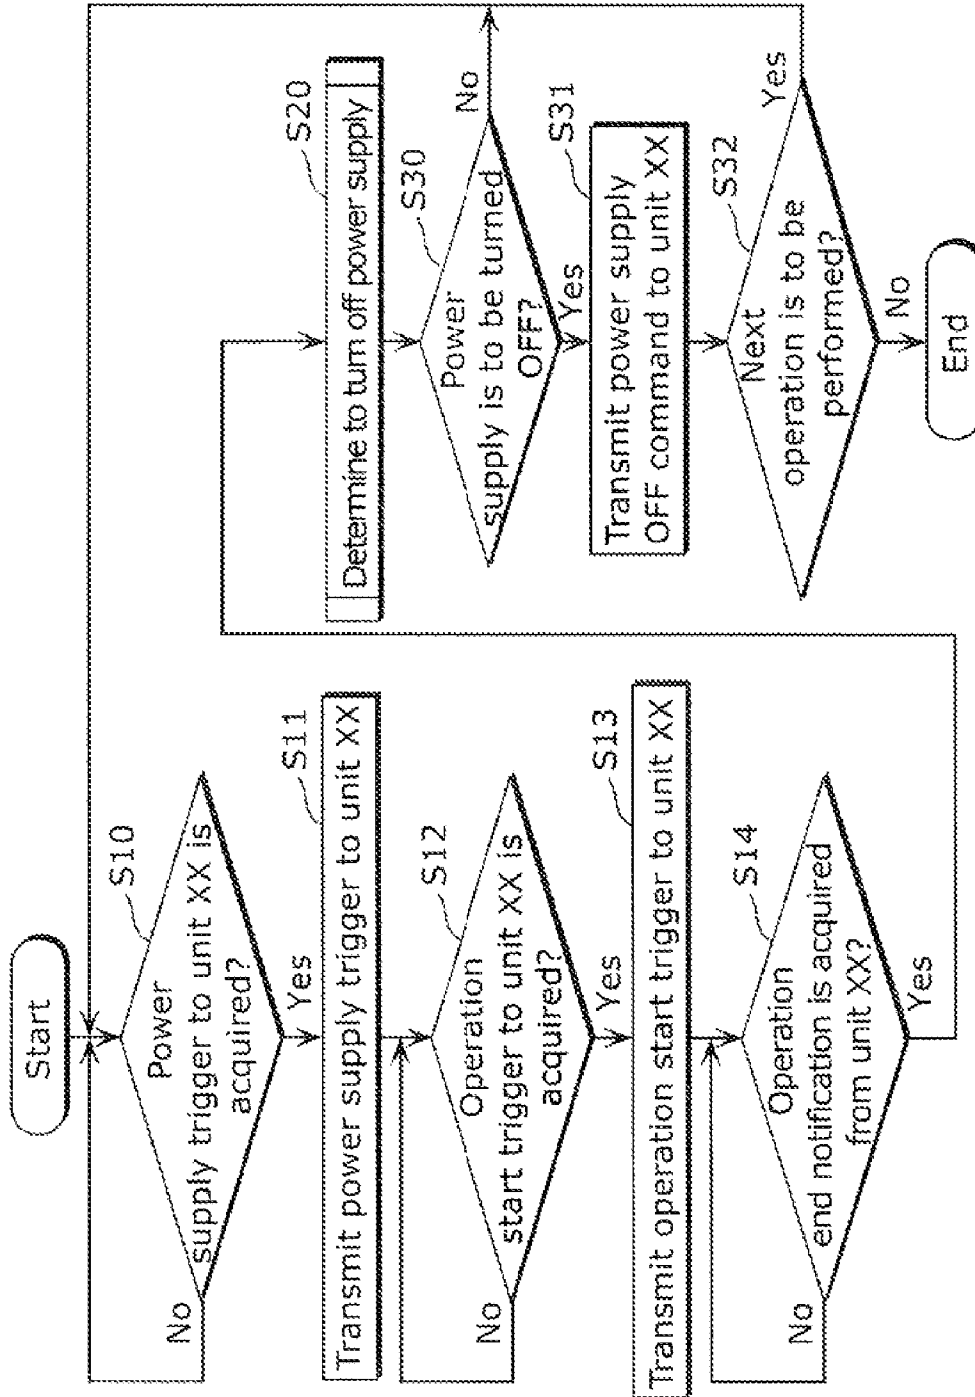 Start
S10
Power
supply trigger to unit XX is
acquired?
No
Yes
S11
Transmit power supply trigger to unit XX
S12
Operation
start trigger to unit XX is
acquired?
No
Yes
S13
Transmit operation start trigger to unit XX
S14
Operation
end notification is acquired
from unit XX?
No
Yes
S20
Determine to turn off power supply
S30
Power
supply is to be turned
OFF?
No
Yes
S31
Transmit power supply
OFF command to unit XX
S32
Next
operation is to be
performed?
Yes
No
End